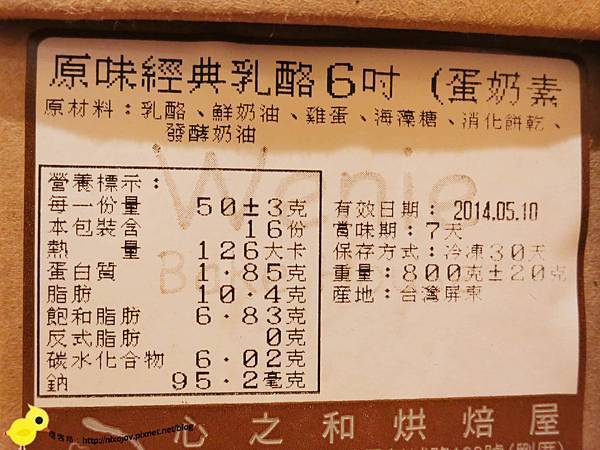 原味經典乳酪6吋 (蛋奶素
原材料：乳酪、鮮奶油、雞蛋、海藻糖、消化餅乾、
發酵奶油
營養標示：
每一份量 50±3克
本包裝含 16份
熱量 126大卡
蛋白質 1.85克
脂肪 10.4克
飽和脂肪 6.83克
反式脂肪 0克
碳水化合物 6.02克
鈉 95.2毫克
有效日期：2014.05.10
賞味期：7天
保存方式：冷凍30天
重量：800克±20克
産地：台灣屏東
Wenie
心之和烘焙屋
http://nixojov.pixnet.net/blog